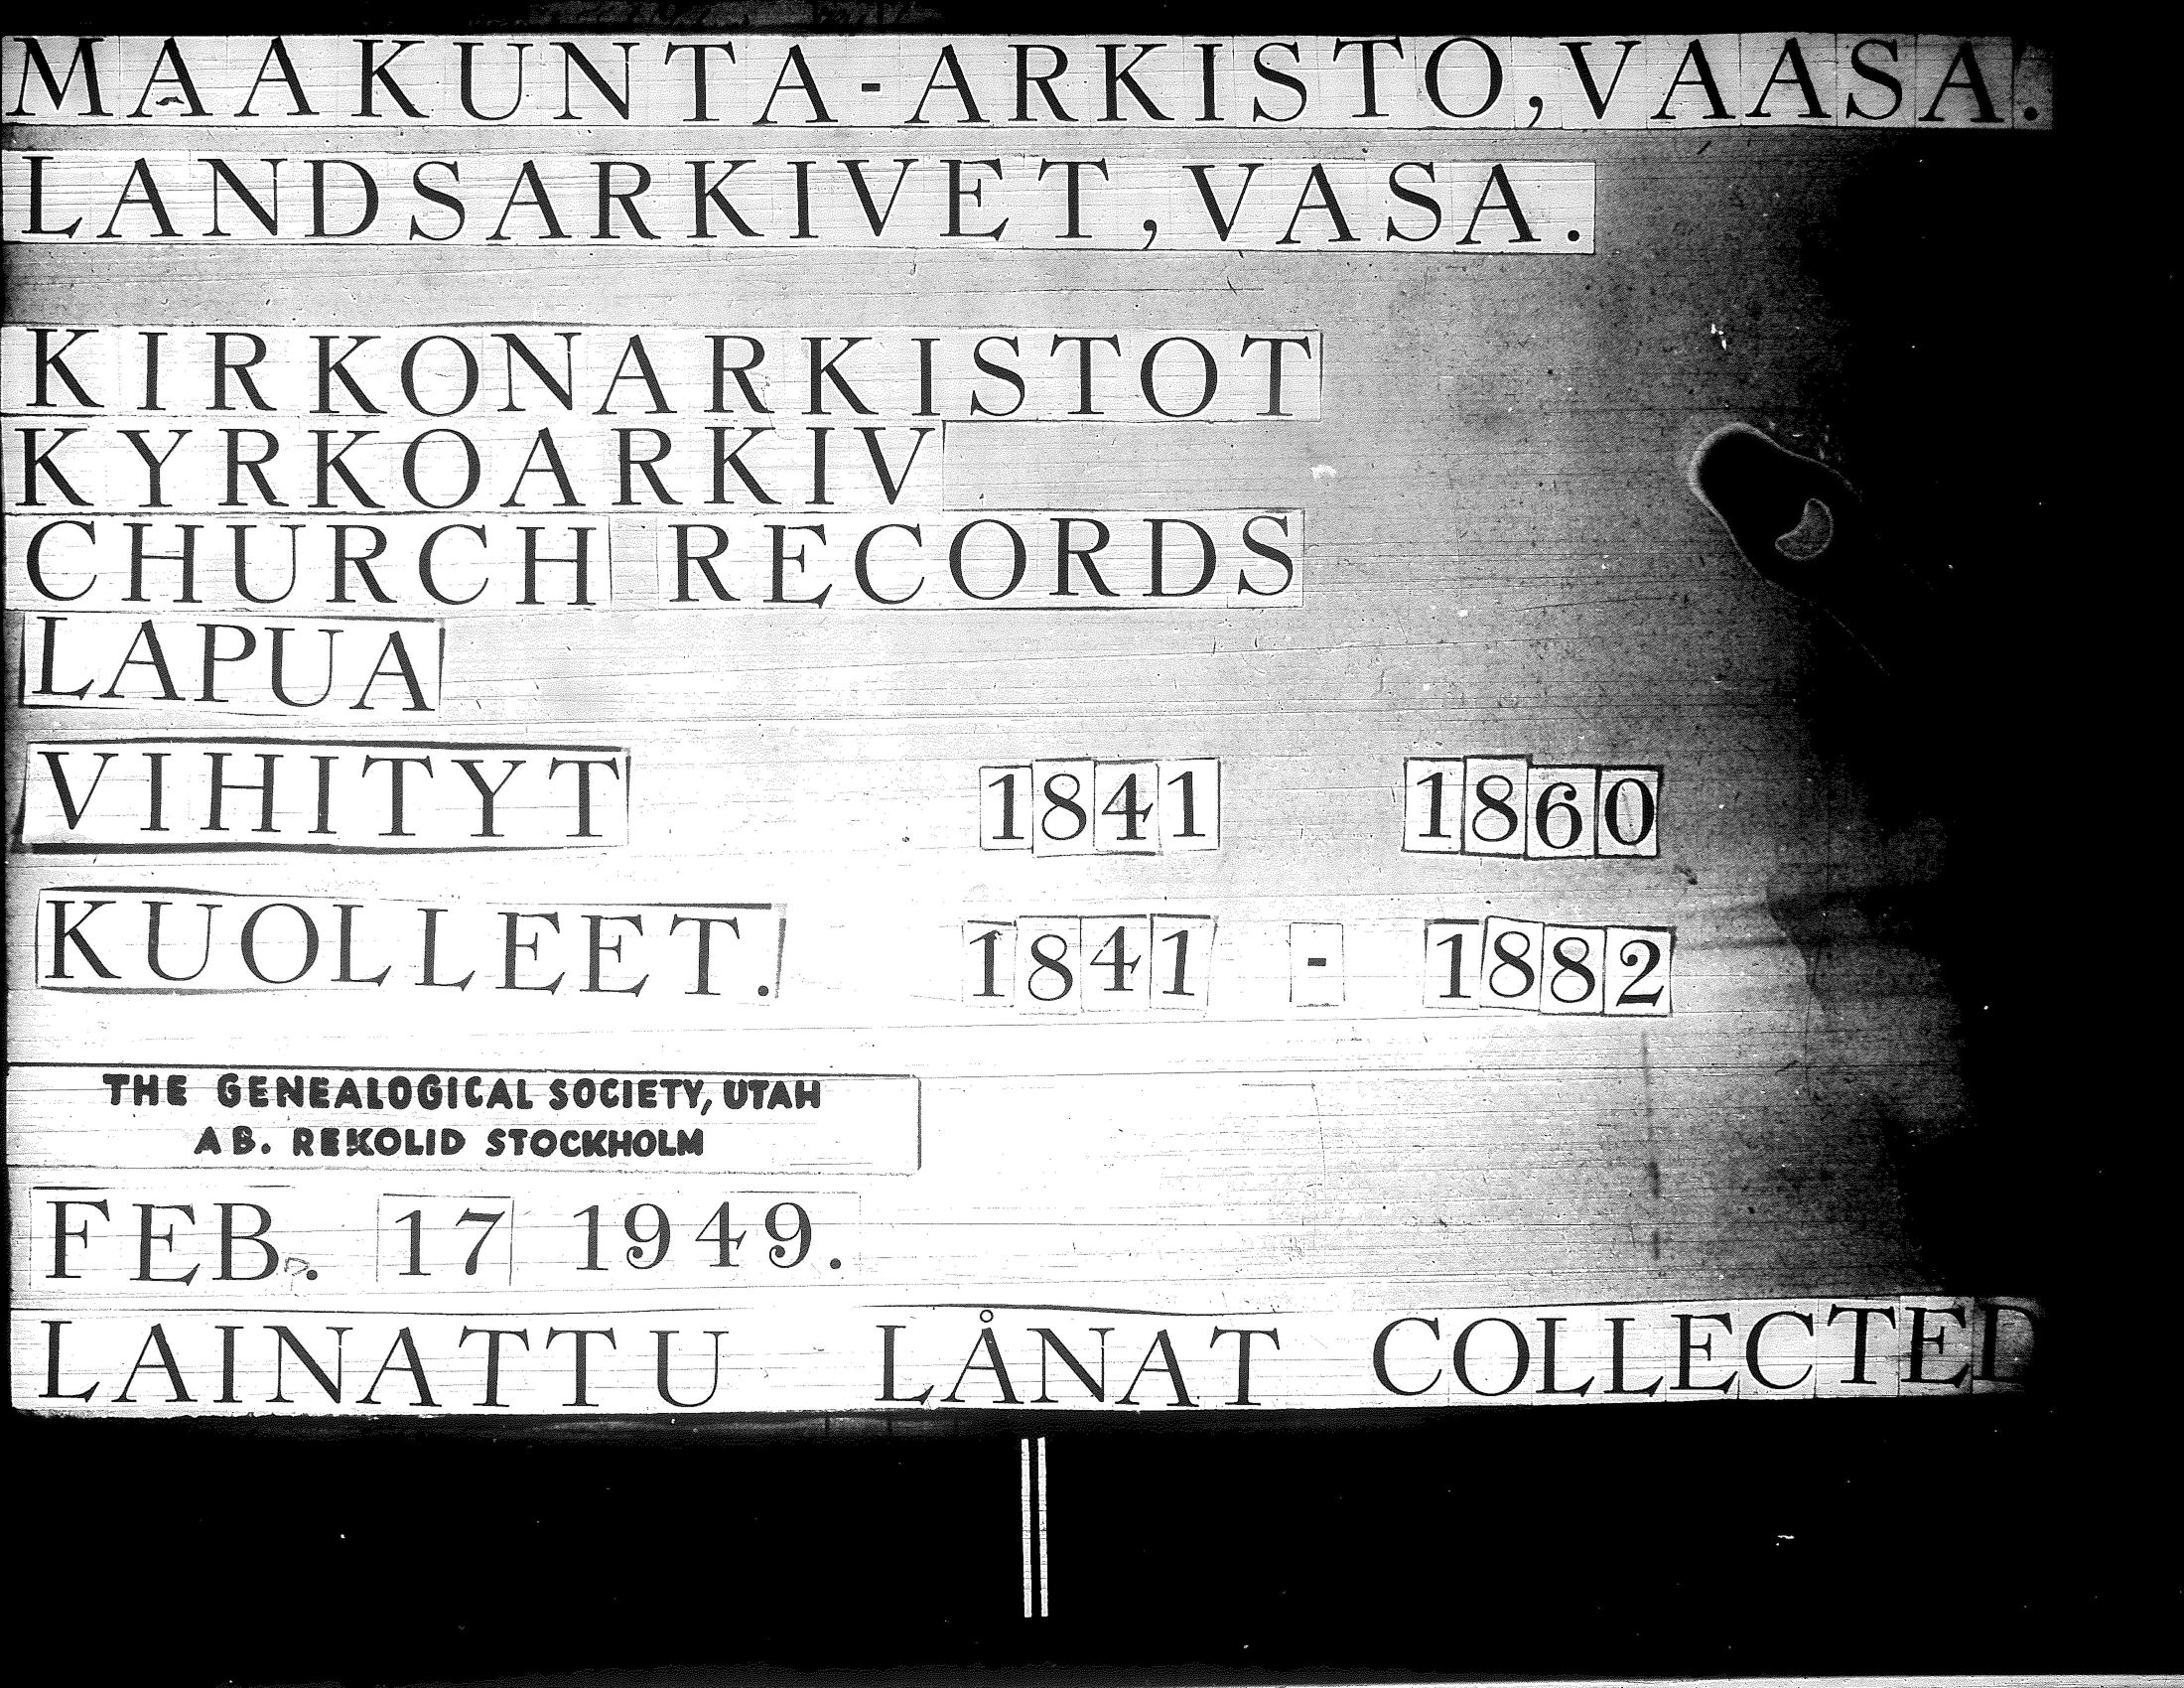 MAAKUNTA-ARKISTO, VAASA.
LANDSARKIVET, VASA.
KIRKONARKISTOT
KYRKOARKIV
CHURCH RECORDS
LAPUA
VIHITYT 1841 1860
KUOLLEET. 1841 - 1882
THE GENEALOGICAL SOCIETY, UTAH
AB. REKOLID STOCKHOLM
FEB. 17 1949.
LAINATTU LÅNAT COLLECTED